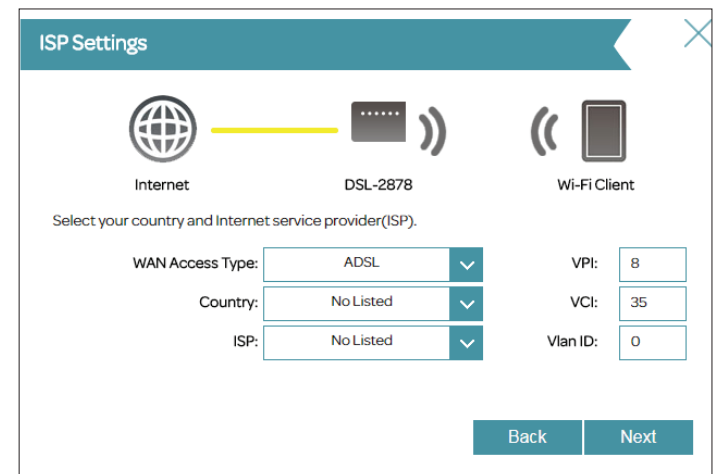 ISP Settings
Internet
DSL-2878
Wi-Fi Client
Select your country and Internet service provider(ISP).
WAN Access Type: ADSL VPI: 8
Country: No Listed VCI: 35
ISP: No Listed Vlan ID: 0
Back Next